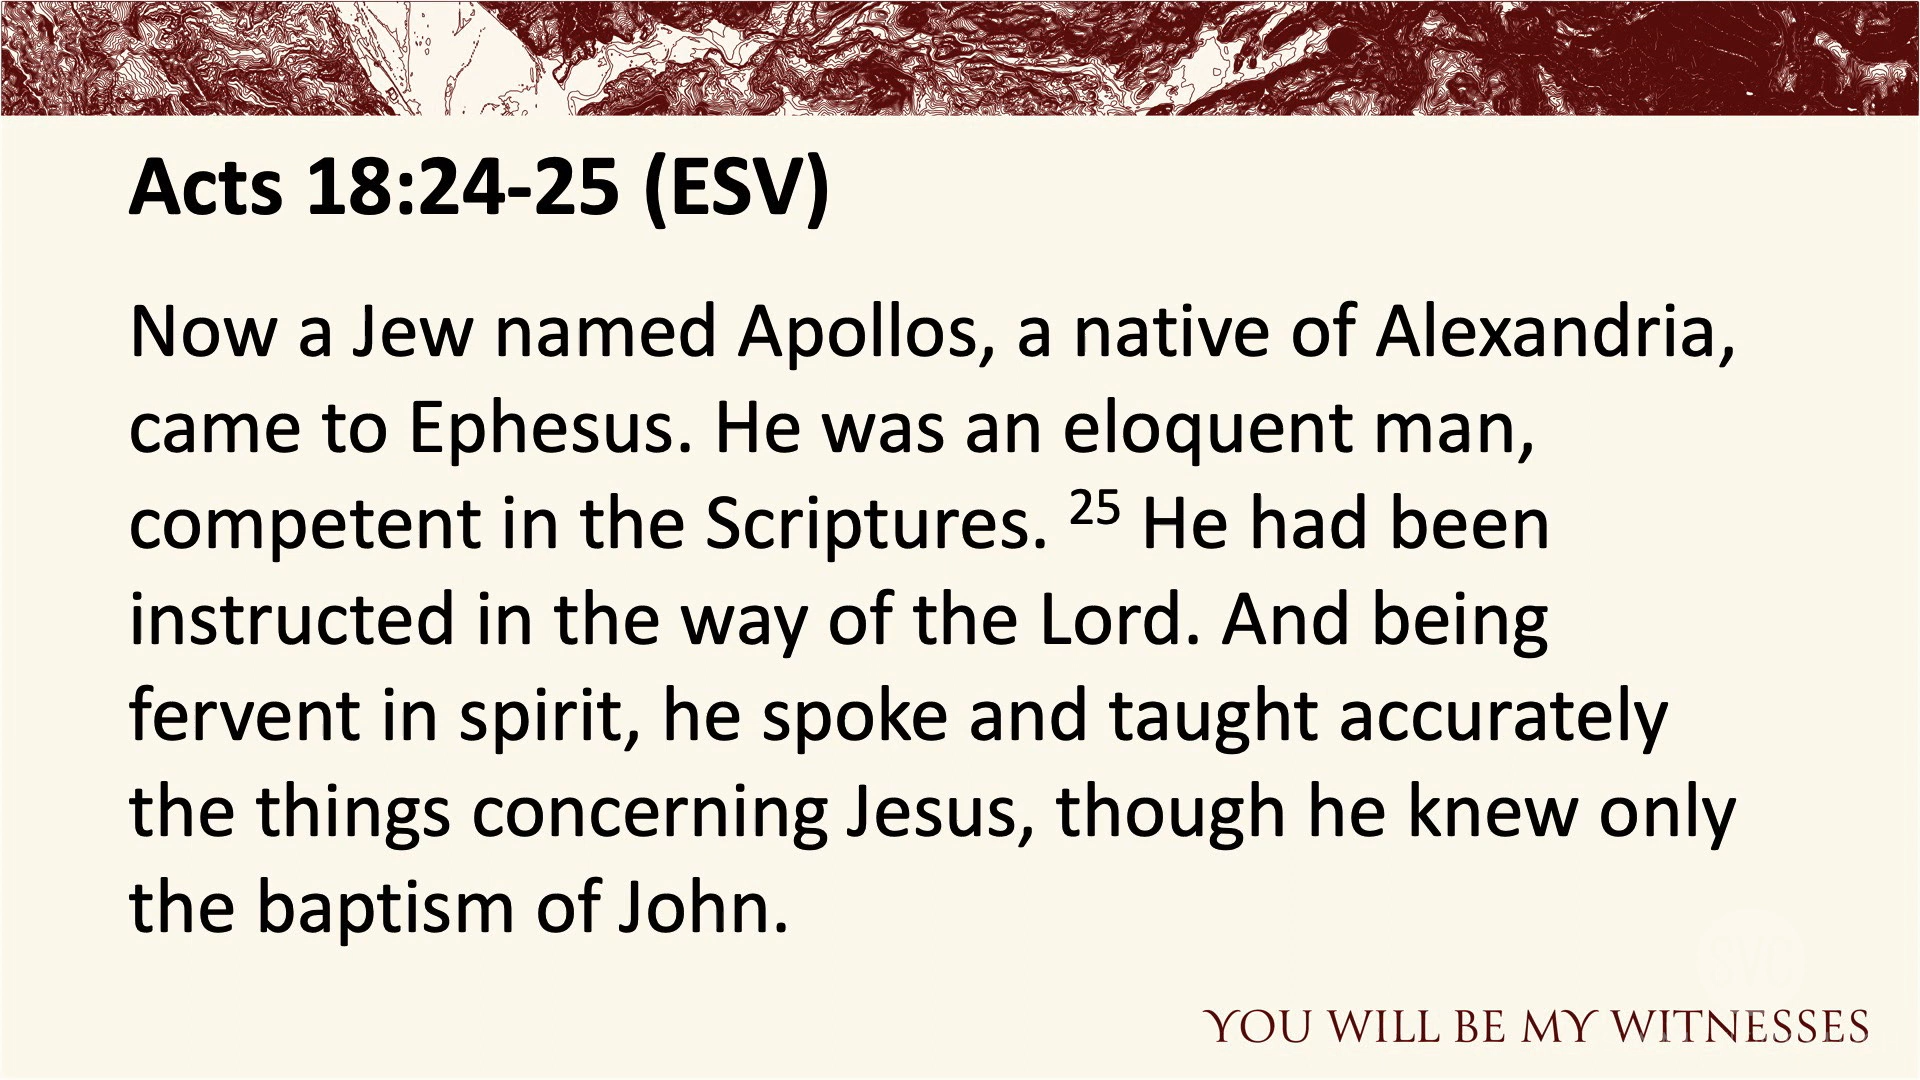 Acts 18:24-25 (ESV)
Now a Jew named Apollos, a native of Alexandria,
came to Ephesus. He was an eloquent man,
competent in the Scriptures. 25 He had been
instructed in the way of the Lord. And being
fervent in spirit, he spoke and taught accurately
the things concerning Jesus, though he knew only
the baptism of John.
SVC
YOU WILL BE MY WITNESSES